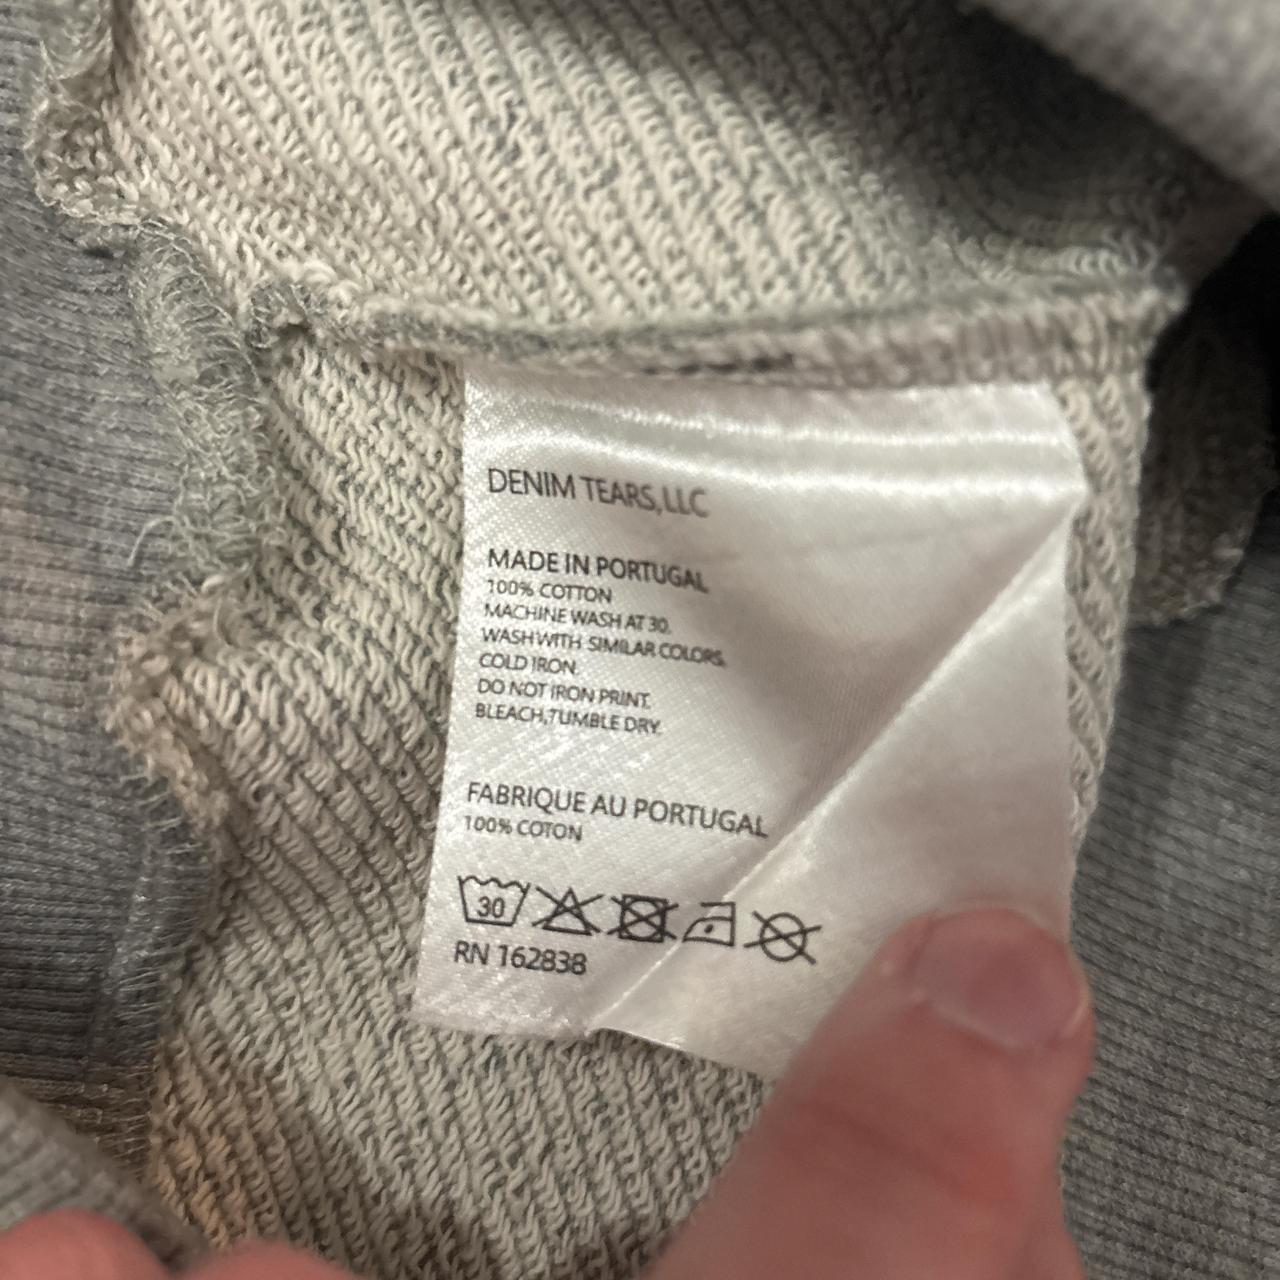 DENIM TEARS,LLC
MADE IN PORTUGAL
100% COTTON
MACHINE WASH AT 30.
WASH WITH SIMILAR COLORS.
COLD IRON.
DO NOT IRON PRINT.
BLEACH,TUMBLE DRY.
FABRIQUE AU PORTUGAL
100% COTON
30
RN 162838